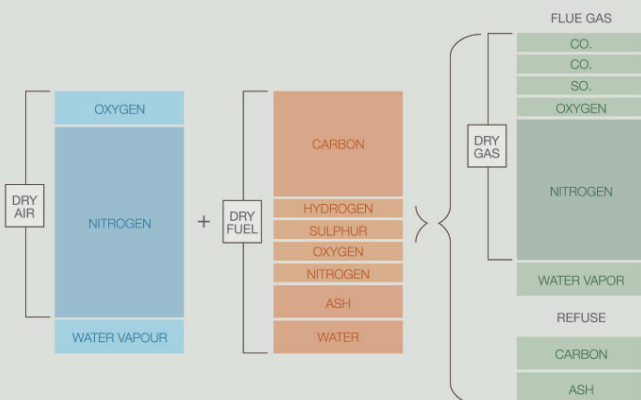 FLUE GAS
CO.
CO.
SO.
OXYGEN
DRY
GAS
NITROGEN
WATER VAPOR
REFUSE
CARBON
ASH
OXYGEN
DRY
AIR
NITROGEN
WATER VAPOUR
+
CARBON
DRY
FUEL
HYDROGEN
SULPHUR
OXYGEN
NITROGEN
ASH
WATER